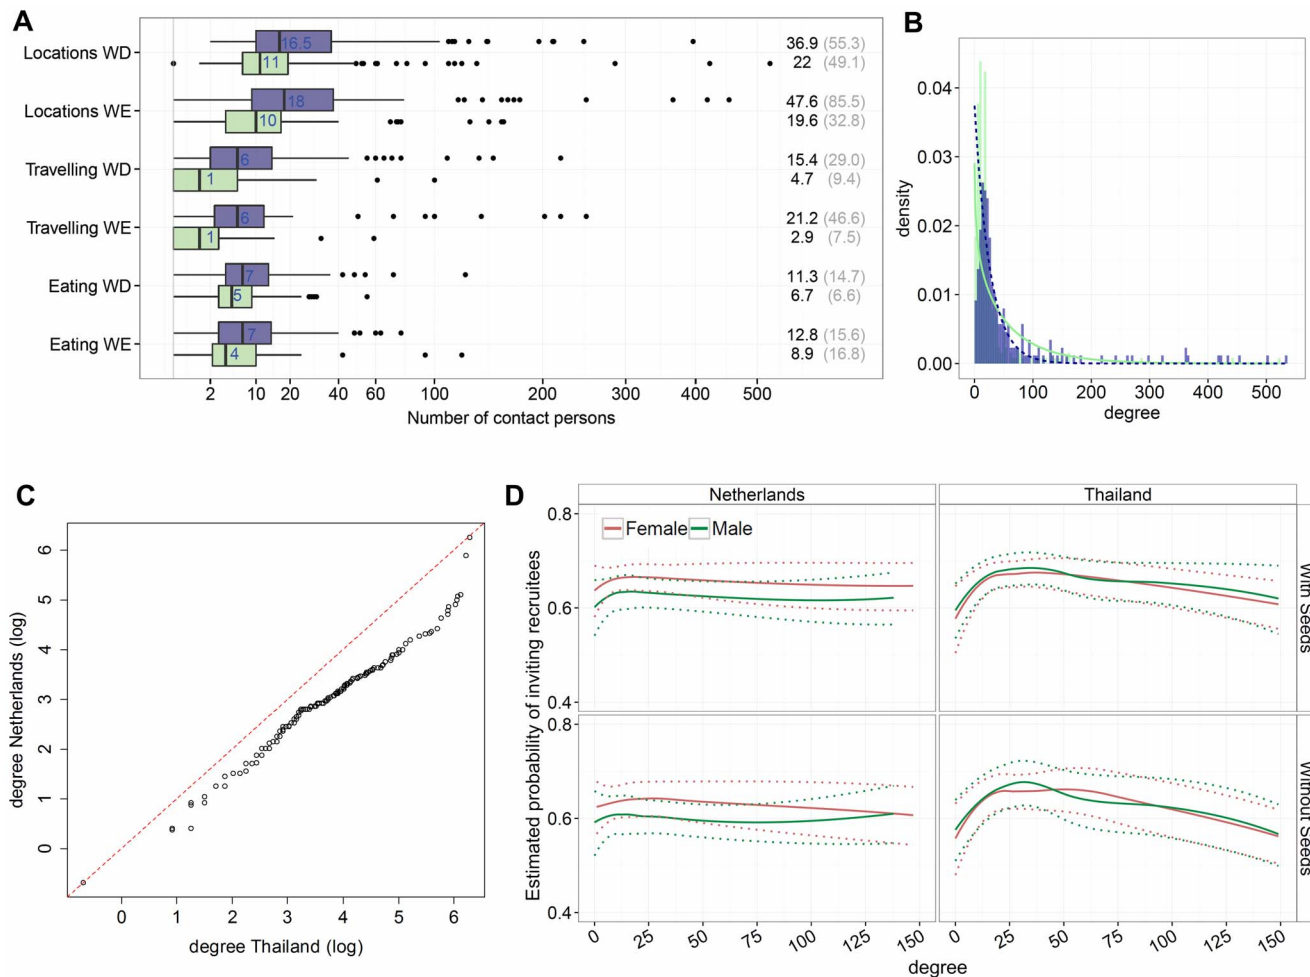 A
Locations WD
16.5
36.9 (55.3)
11
22 (49.1)
Locations WE
18
47.6 (85.5)
10
19.6 (32.8)
Travelling WD
6
15.4 (29.0)
1
4.7 (9.4)
Travelling WE
6
21.2 (46.6)
1
2.9 (7.5)
Eating WD
7
11.3 (14.7)
5
6.7 (6.6)
Eating WE
7
12.8 (15.6)
4
8.9 (16.8)
2 10 20 40 60 100 200 300 400 500
Number of contact persons
B
density
0.04
0.03
0.02
0.01
0.00
0 100 200 300 400 500
degree
C
degree Netherlands (log)
6
5
4
3
2
1
0
0 1 2 3 4 5 6
degree Thailand (log)
D
Netherlands Thailand
Female Male
Estimated probability of inviting recruitees
0.8
0.6
0.4
With Seeds
0.8
0.6
0.4
Without Seeds
0 25 50 75 100 125 150 0 25 50 75 100 125 150
degree